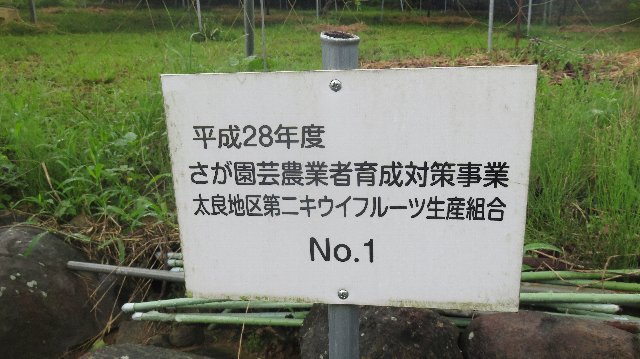 平成28年度
さが園芸農業者育成対策事業
太良地区第二キウイフルーツ生産組合
No.1